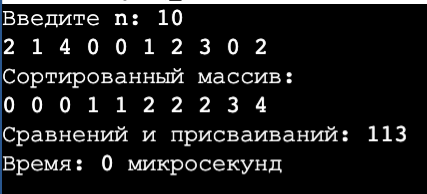 Введите n: 10
2 1 4 0 0 1 2 3 0 2
Сортированный массив:
0 0 0 1 1 2 2 2 3 4
Сравнений и присваиваний: 113
Время: 0 микросекунд